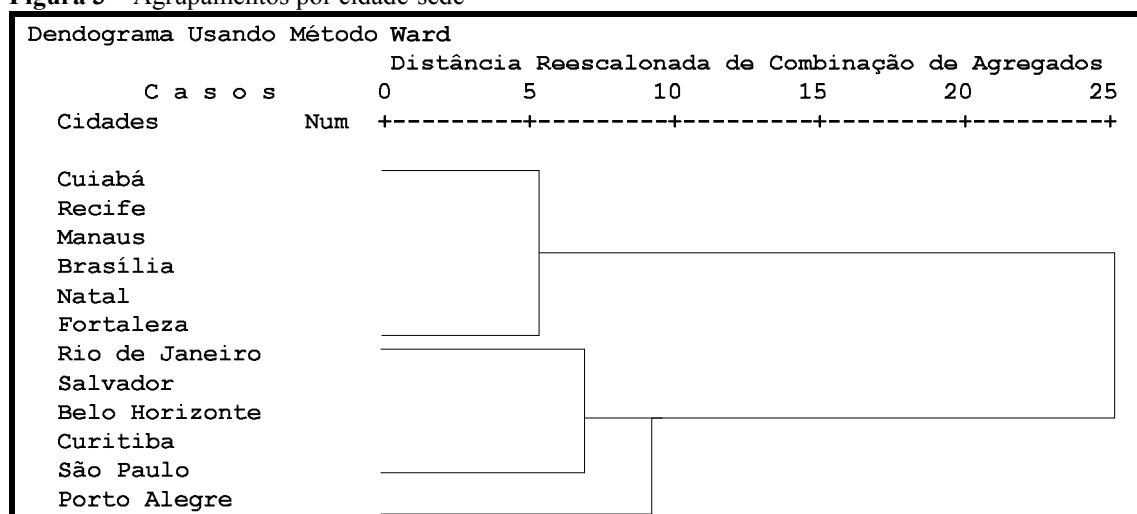 Figura 3 – Agrupamentos por cidade-sede
Dendograma Usando Método Ward
Distância Reescalonada de Combinação de Agregados
C a s o s 0 5 10 15 20 25
Cidades Num +---------+---------+---------+---------+---------+
Cuiabá
Recife
Manaus
Brasília
Natal
Fortaleza
Rio de Janeiro
Salvador
Belo Horizonte
Curitiba
São Paulo
Porto Alegre